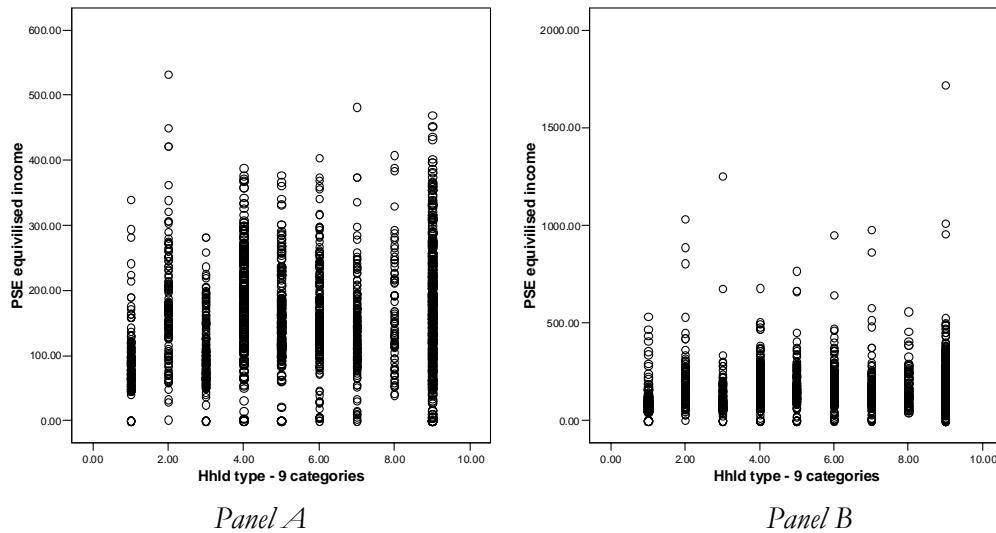 600.00
500.00
400.00
300.00
200.00
100.00
0.00
PSE equivilised income
0.00 2.00 4.00 6.00 8.00 10.00
Hhld type - 9 categories
Panel A
2000.00
1500.00
1000.00
500.00
0.00
PSE equivilised income
0.00 2.00 4.00 6.00 8.00 10.00
Hhld type - 9 categories
Panel B